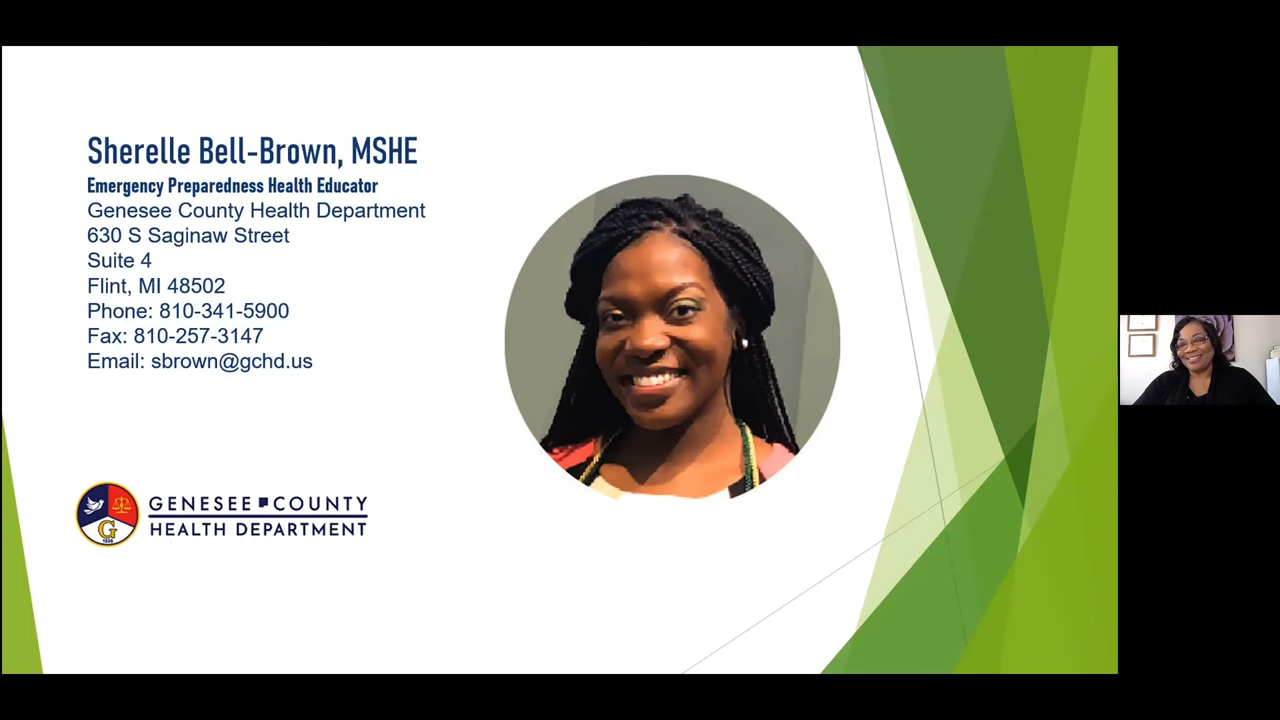 Sherelle Bell-Brown, MSHE
Emergency Preparedness Health Educator
Genesee County Health Department
630 S Saginaw Street
Suite 4
Flint, MI 48502
Phone: 810-341-5900
Fax: 810-257-3147
Email: sbrown@gchd.us
G
GENESEE COUNTY
HEALTH DEPARTMENT